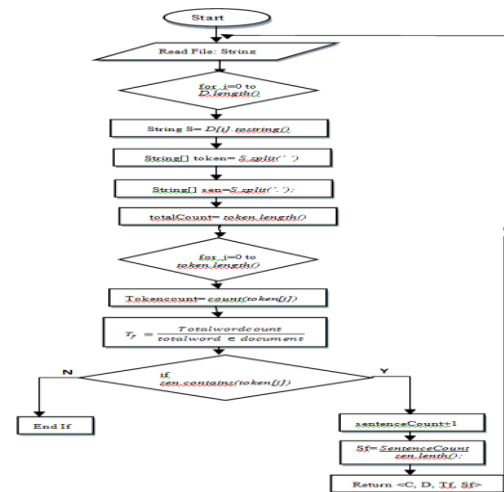 Start
Read File: String
for i=0 to
D.length()
String S= D[i].tostring()
String[] token= S.split(' ')
String[] sen=S.split('.');
totalCount= token.length()
for j=0 to
token.length()
Tokencount= count(token[j])
T_f = Totalwordcount / totalword ∈ document
if
sen.contains(token[j])
N
Y
End If
sentenceCount+1
Sf= SentenceCount
sen.lenth();
Return <C, D, Tf, Sf>